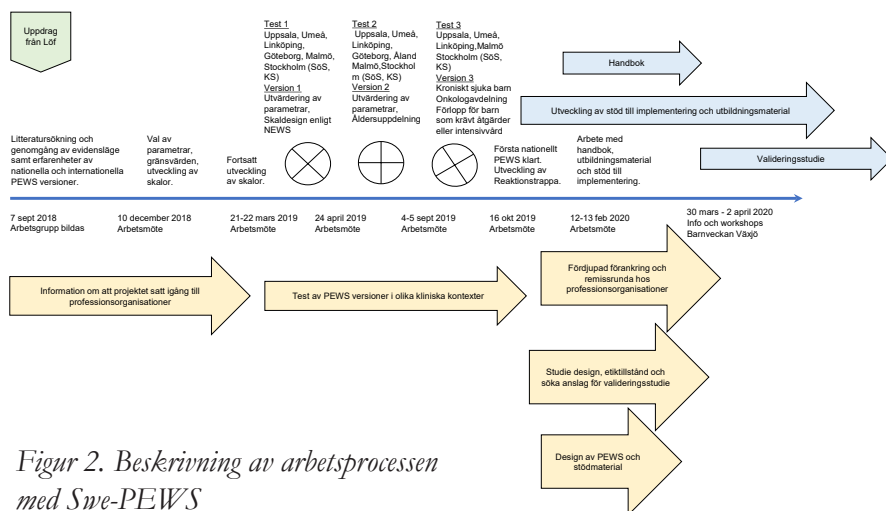 Uppdrag
från Löf
Test 1
Uppsala, Umeå,
Linköping,
Göteborg, Malmö,
Stockholm (SöS,
KS)
Version 1
Utvärdering av
parametrar,
Skaldesign enligt
NEWS
Test 2
Uppsala, Umeå,
Linköping,
Göteborg, Åland
Malmö,Stockhol
m (SöS, KS)
Version 2
Utvärdering av
parametrar,
Åldersuppdelning
Test 3
Uppsala, Umeå,
Linköping,Malmö
Stockholm (SöS,
KS)
Version 3
Kroniskt sjuka barn
Onkologavdelning
Förlopp för barn
som krävt åtgärder
eller intensivvård
Handbok
Utveckling av stöd till implementering och utbildningsmaterial
Valideringsstudie
Litteratursökning och
genomgång av evidensläge
samt erfarenheter av
nationella och internationella
PEWS versioner.
Val av
parametrar,
gränsvärden,
utveckling av
skalor.
Fortsatt
utveckling
av skalor.
Första nationellt
PEWS klart.
Utveckling av
Reaktionstrappa.
Arbete med
handbok,
utbildningsmaterial
och stöd till
implementering.
7 sept 2018
Arbetsgrupp bildas
10 december 2018
Arbetsmöte
21-22 mars 2019
Arbetsmöte
24 april 2019
Arbetsmöte
4-5 sept 2019
Arbetsmöte
16 okt 2019
Arbetsmöte
12-13 feb 2020
Arbetsmöte
30 mars - 2 april 2020
Info och workshops
Barnveckan Växjö
Information om att projektet satt igång till
professionsorganisationer
Test av PEWS versioner i olika kliniska kontexter
Fördjupad förankring och
remissrunda hos
professionsorganisationer
Studie design, etiktillstånd och
söka anslag för valideringsstudie
Design av PEWS och
stödmaterial
Figur 2. Beskrivning av arbetsprocessen
med Swe-PEWS